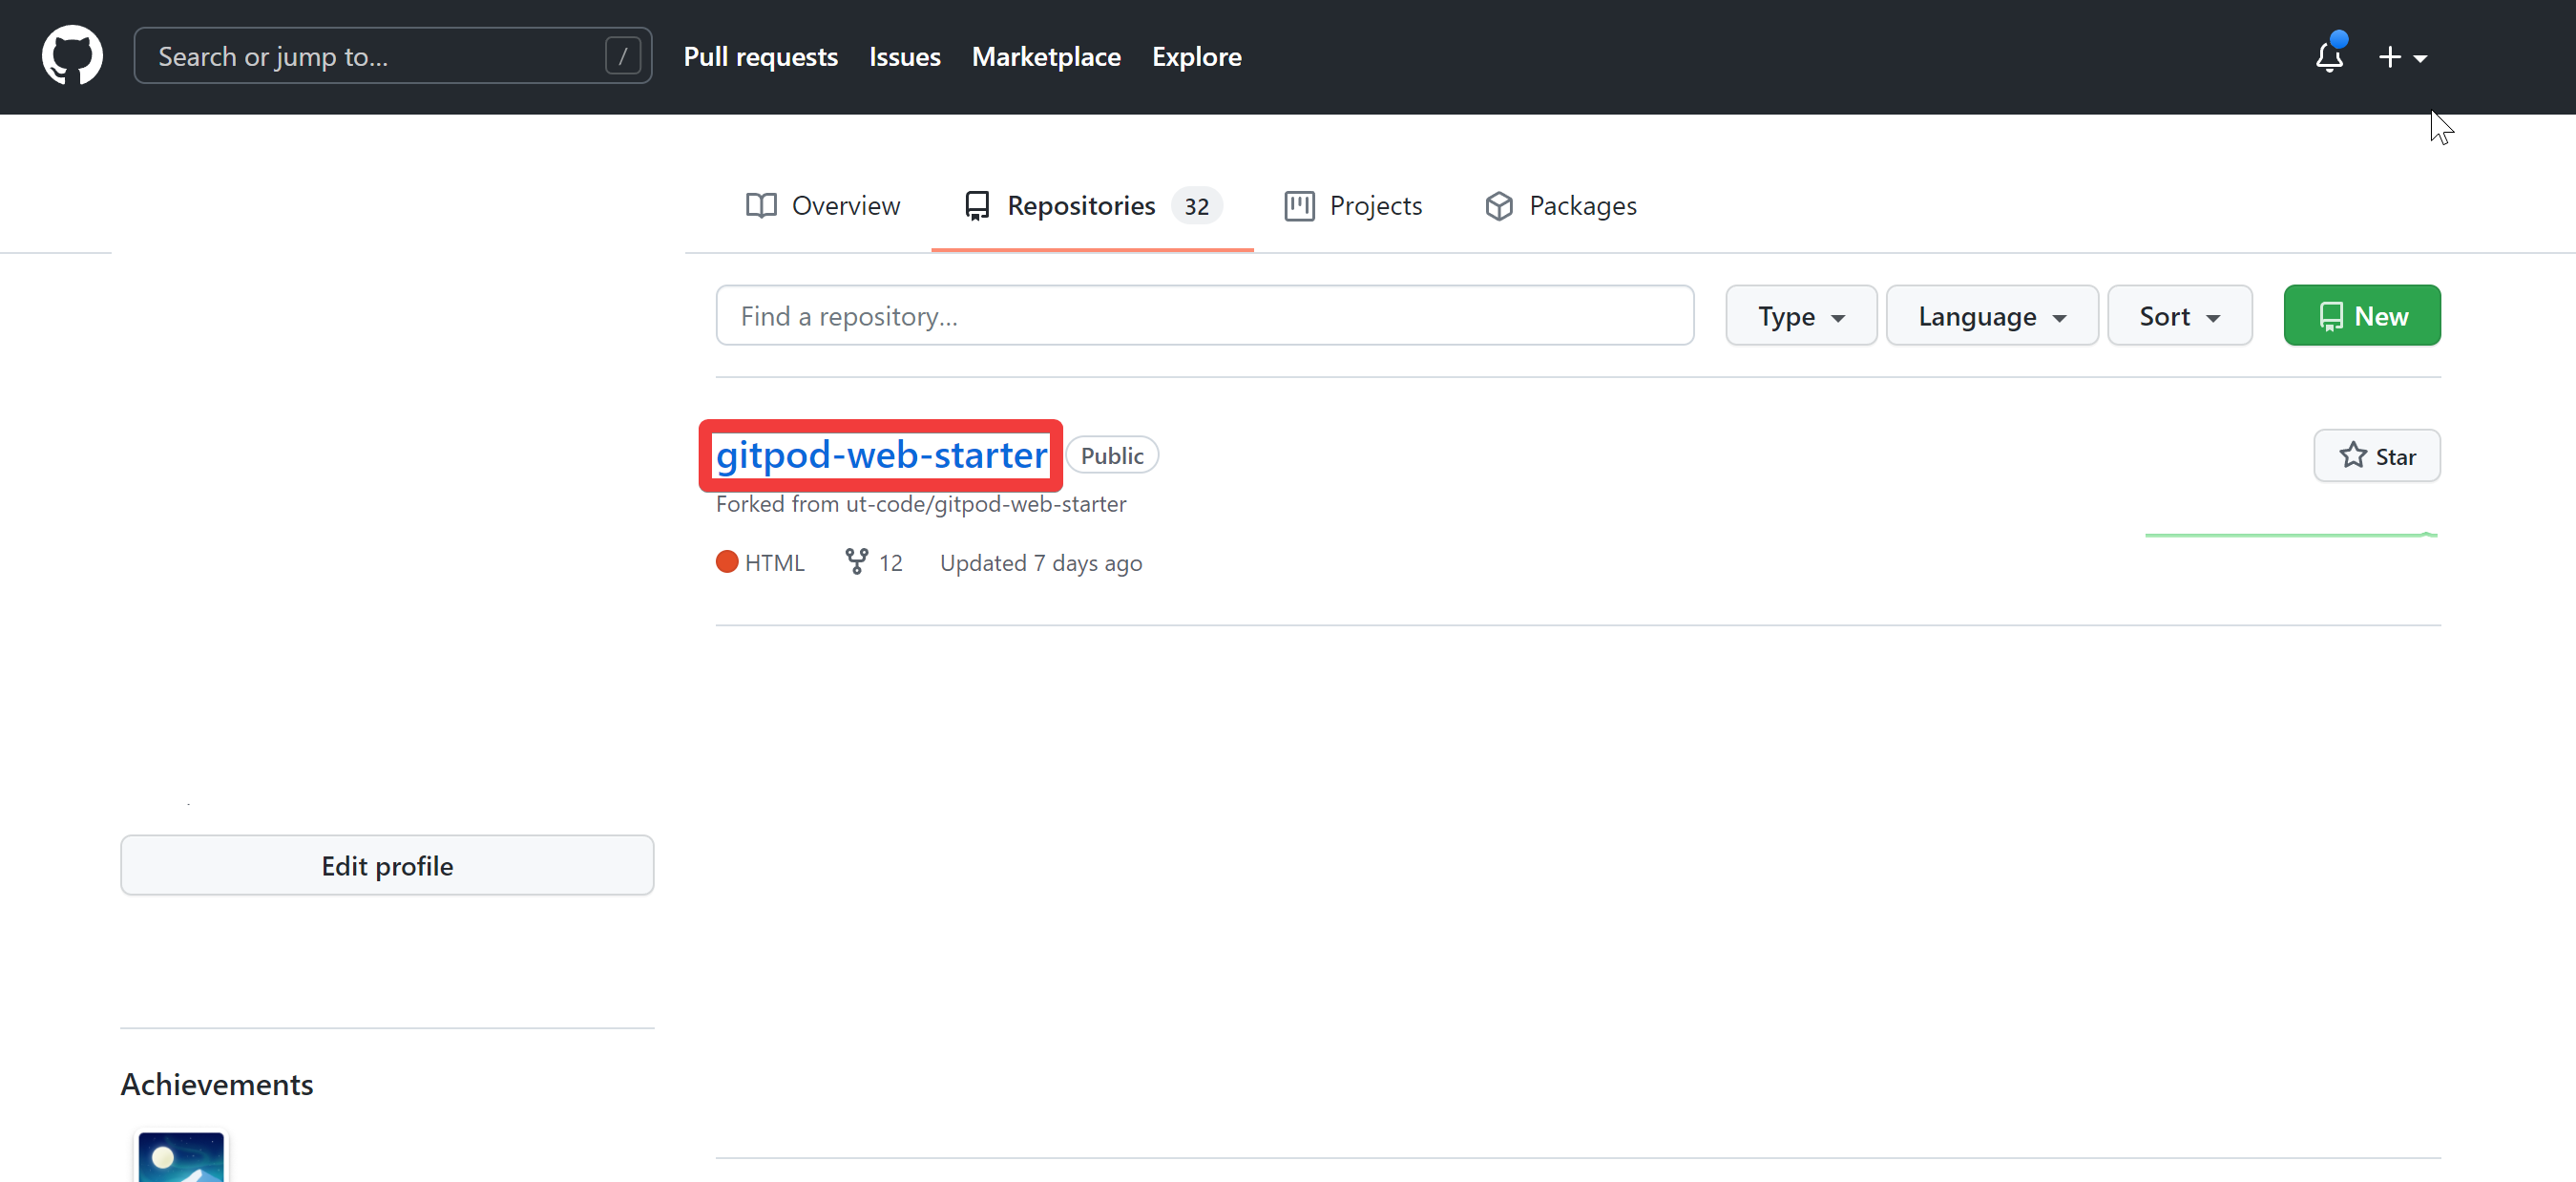 Search or jump to... / Pull requests Issues Marketplace Explore
Overview Repositories 32 Projects Packages
Find a repository... Type Language Sort New
gitpod-web-starter Public Star
Forked from ut-code/gitpod-web-starter
HTML 12 Updated 7 days ago
Edit profile
Achievements